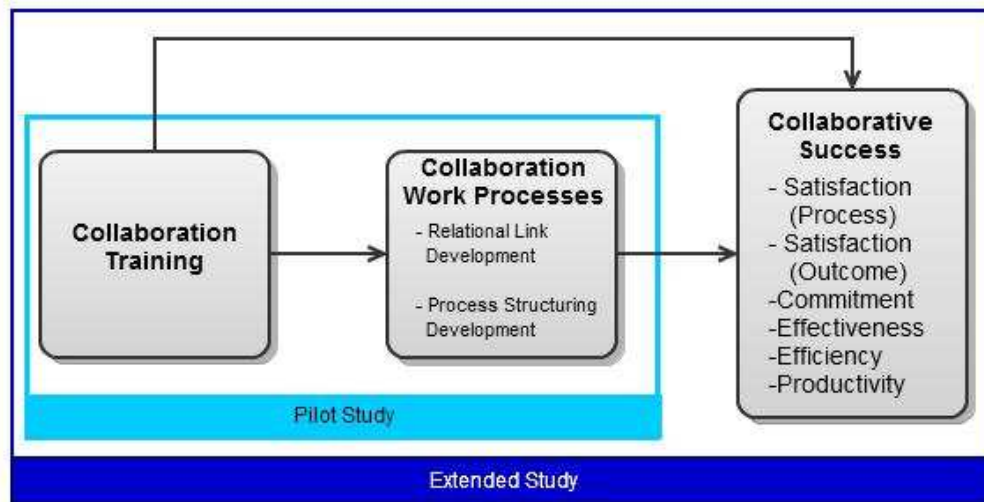 Collaboration
Training
Collaboration
Work Processes
- Relational Link
Development
- Process Structuring
Development
Collaborative
Success
- Satisfaction
(Process)
- Satisfaction
(Outcome)
-Commitment
-Effectiveness
-Efficiency
-Productivity
Pilot Study
Extended Study